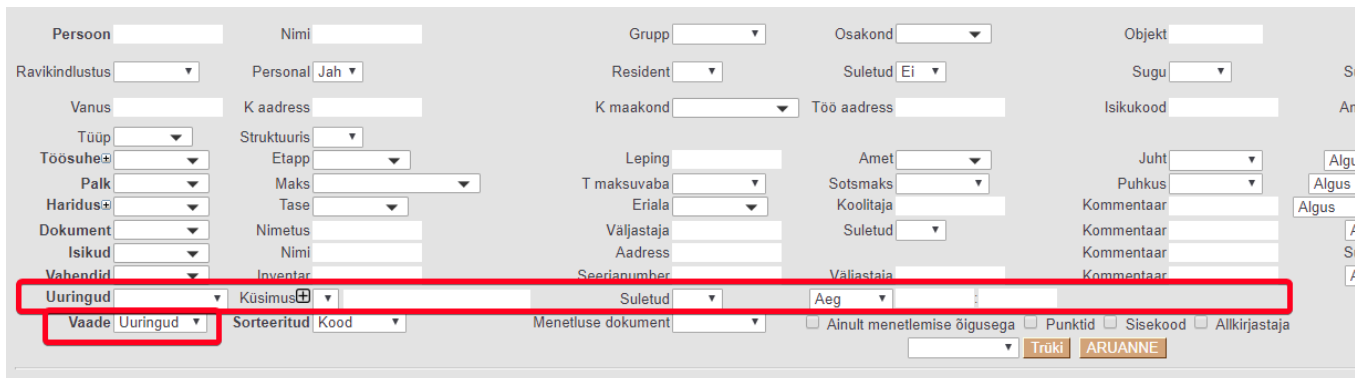 Persoon Nimi Grupp Osakond Objekt
Ravikindlustus Personal Jah Resident Suletud Ei Sugu
Vanus K aadress K maakond Töö aadress Isikukood
Tüüp Struktuuris
Töösuhe Etapp Leping Amet Juht
Palk Maks T maksuvaba Sotsmaks Puhkus Algus
Haridus Tase Eriala Koolitaja Kommentaar Algus
Dokument Nimetus Väljastaja Suletud Kommentaar
Isikud Nimi Aadress Kommentaar
Vahendid Inventar Seerianumber Väljastaja Kommentaar
Uuringud Küsimus Suletud Aeg :
Vaade Uuringud Sorteeritud Kood Menetluse dokument Ainult menetlemise õigusega Punktid Sisekood Allkirjastaja
Trüki ARUANNE